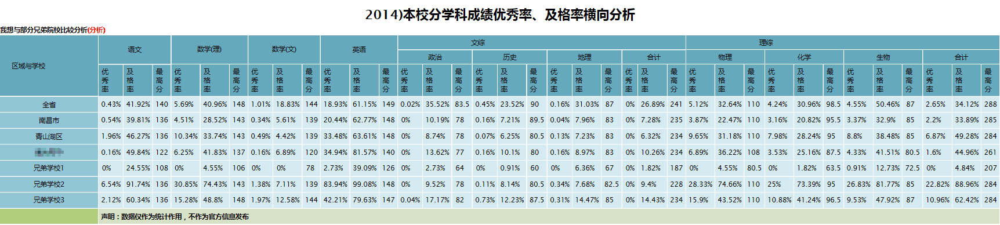 2014)本校分学科成绩优秀率、及格率横向分析
我想与部分兄弟院校比较分析(分析)
区域与学校 语文 数学(理) 数学(文) 英语 文综 理综
政治 历史 地理 合计 物理 化学 生物 合计
优秀率 及格率 最高分 优秀率 及格率 最高分 优秀率 及格率 最高分 优秀率 及格率 最高分 优秀率 及格率 最高分 优秀率 及格率 最高分 优秀率 及格率 最高分 优秀率 及格率 最高分 优秀率 及格率 最高分 优秀率 及格率 最高分 优秀率 及格率 最高分 优秀率 及格率 最高分
全省 0.43% 41.92% 140 5.69% 40.96% 148 1.01% 18.83% 144 18.93% 61.15% 149 0.02% 35.52% 83.5 0.45% 23.52% 90 0.16% 31.03% 87 0% 26.89% 241 5.12% 32.64% 110 4.24% 30.96% 98.5 4.55% 50.46% 87 2.65% 34.12% 288
南昌市 0.54% 39.81% 136 4.51% 28.52% 143 0.34% 5.61% 139 20.44% 62.77% 148 0% 10.19% 78 0.16% 7.21% 89.5 0.04% 7.96% 83 0% 7.28% 235 3.87% 22.47% 110 3.16% 20.82% 95.5 3.37% 32.9% 85 2.2% 33.89% 285
青山湖区 1.96% 46.27% 136 10.34% 33.74% 143 0.49% 4.42% 139 33.48% 63.61% 148 0% 8.74% 78 0.07% 6.25% 80.5 0.13% 7.23% 83 0% 6.32% 234 9.65% 31.18% 110 7.98% 28.24% 95 8.8% 38.48% 85 6.87% 49.28% 284
0.16% 49.84% 122 6.25% 41.83% 137 0.16% 6.89% 120 34.94% 81.57% 140 0% 13.62% 77 0.16% 10.1% 80 0.16% 8.97% 83 0% 10.26% 234 6.89% 36.22% 108 3.53% 25.16% 87.5 4.33% 41.51% 80.5 1.6% 44.96% 261
兄弟学校1 0% 24.55% 108 0% 4.55% 106 0% 0% 78 2.73% 39.09% 126 0% 2.73% 64 0% 0.91% 60 0% 6.36% 67 0% 1.82% 187 0% 4.55% 80.5 0% 1.82% 63.5 0.91% 12.73% 72.5 0% 4.84% 207
兄弟学校2 6.54% 91.74% 136 30.85% 74.43% 143 1.38% 7.11% 139 83.94% 99.08% 148 0% 9.52% 78 0.11% 8.14% 80.5 0.34% 7.68% 82.5 0% 9.4% 228 28.33% 74.66% 110 25% 73.39% 95 26.83% 81.77% 85 22.82% 88.96% 284
兄弟学校3 2.12% 60.34% 136 15.28% 48.8% 148 1.97% 12.58% 144 42.21% 79.63% 147 0.04% 17.17% 82 0.73% 12.23% 87.5 0.31% 14.47% 85 0% 14.43% 234 15.9% 43.52% 110 10.88% 41.24% 96.5 9.53% 47.92% 87 10.96% 62.42% 284
声明：数据仅作为统计作用，不作为官方信息发布